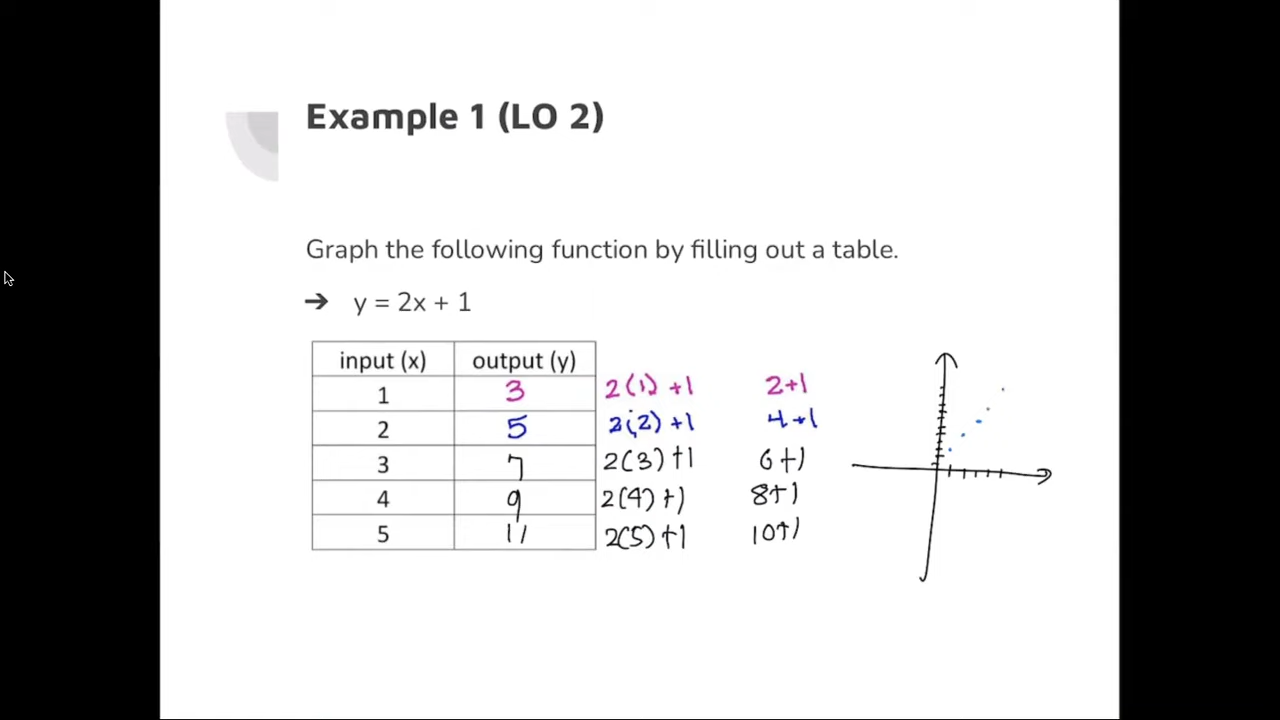 Example 1 (LO 2)
Graph the following function by filling out a table.
➔ y = 2x + 1
input (x) output (y)
1 3 2(1) +1 2+1
2 5 2(2) +1 4+1
3 7 2(3) +1 6+1
4 9 2(4) +1 8+1
5 11 2(5) +1 10+1